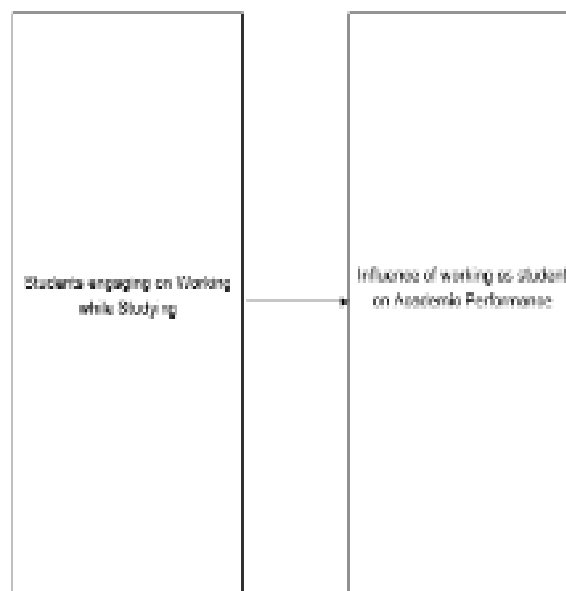 Students engaging on Working
while Studying
Influence of working as student
on Academic Performance